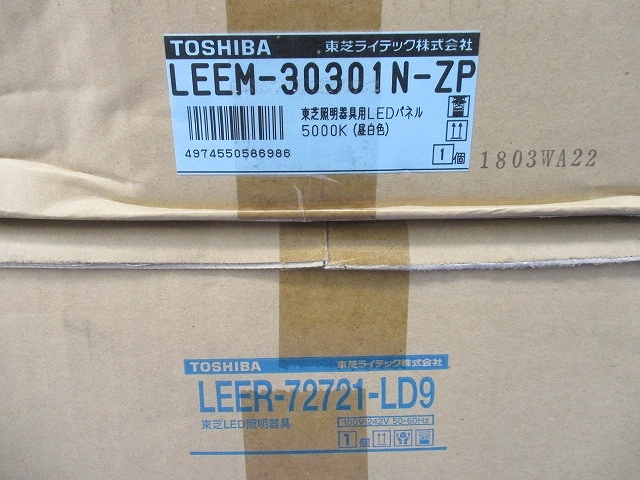 TOSHIBA 東芝ライテック株式会社
LEEM-30301N-ZP
東芝照明器具用LEDパネル
5000K (昼白色)
4974550586986
1個
1803WA22
TOSHIBA 東芝ライテック株式会社
LEER-72721-LD9
東芝LED照明器具
100V-242V 50-60Hz
1個